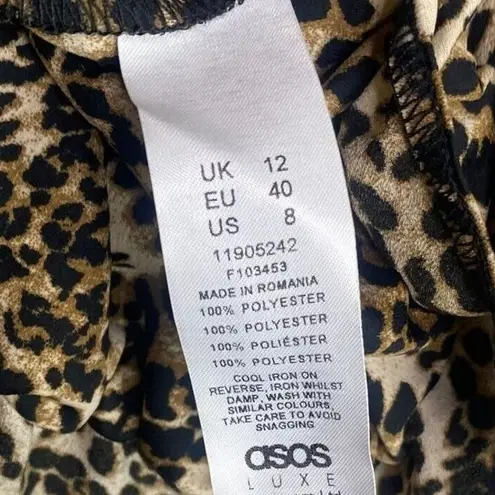 UK 12
EU 40
US 8
11905242
F103453
MADE IN ROMANIA
100% POLYESTER
100% POLYESTER
100% POLIÉSTER
100% POLYESTER
COOL IRON ON
REVERSE, IRON WHILST
DAMP, WASH WITH
SIMILAR COLOURS,
TAKE CARE TO AVOID
SNAGGING
asos
LUXE